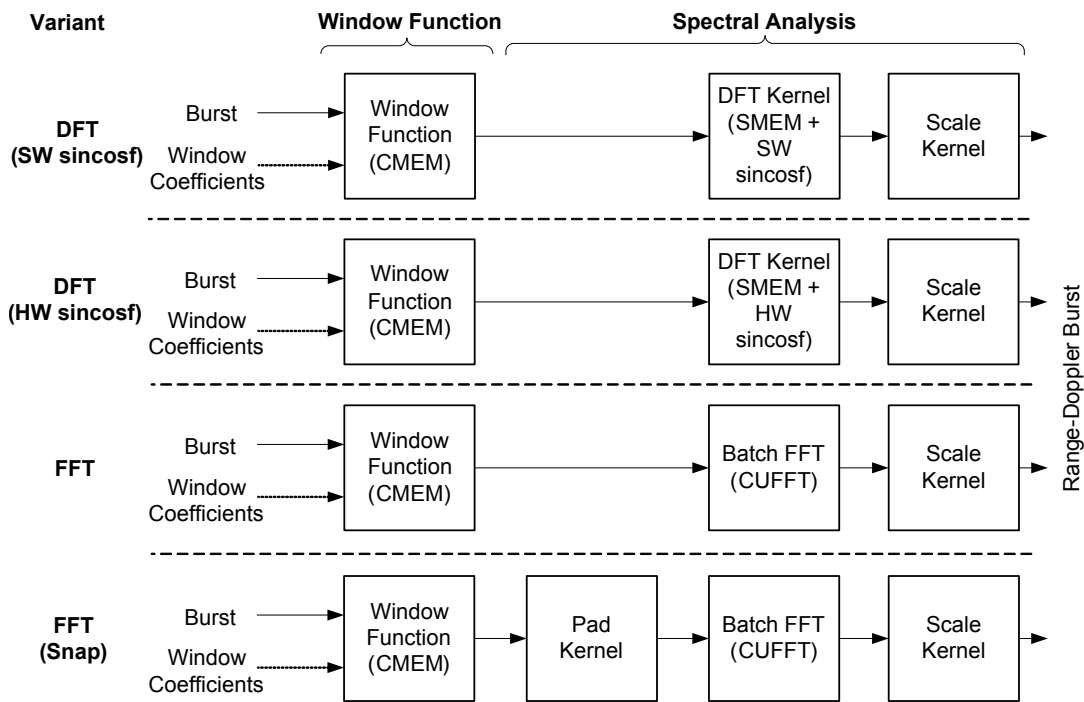 Variant
Window Function
Spectral Analysis
DFT
(SW sincosf)
Burst
Window
Coefficients
Window
Function
(CMEM)
DFT Kernel
(SMEM +
SW
sincosf)
Scale
Kernel
DFT
(HW sincosf)
Burst
Window
Coefficients
Window
Function
(CMEM)
DFT Kernel
(SMEM +
HW
sincosf)
Scale
Kernel
FFT
Burst
Window
Coefficients
Window
Function
(CMEM)
Batch FFT
(CUFFT)
Scale
Kernel
FFT
(Snap)
Burst
Window
Coefficients
Window
Function
(CMEM)
Pad
Kernel
Batch FFT
(CUFFT)
Scale
Kernel
Range-Doppler Burst